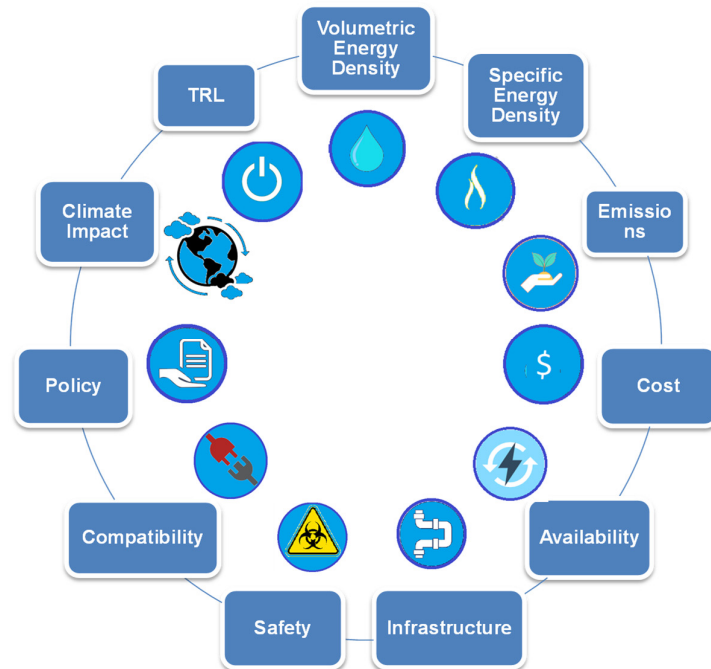 Volumetric
Energy
Density
Specific
Energy
Density
Emissio
ns
Cost
$
Availability
Infrastructure
Safety
Compatibility
Policy
Climate
Impact
TRL